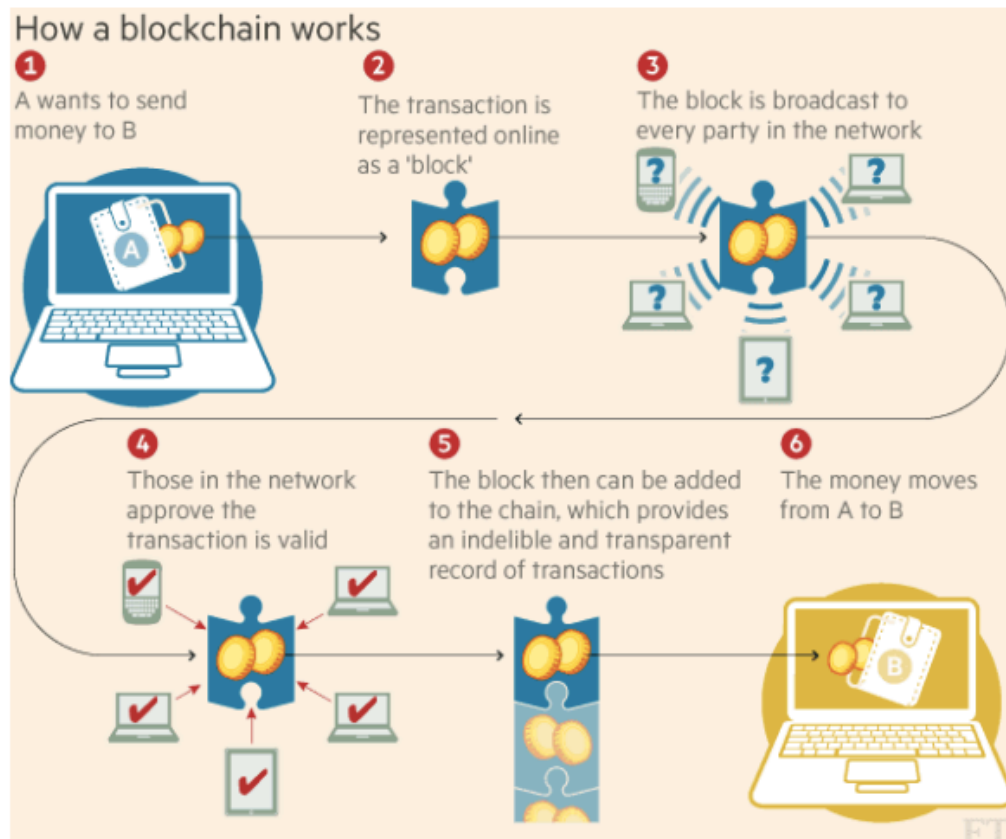 How a blockchain works
1
A wants to send
money to B
2
The transaction is
represented online
as a 'block'
3
The block is broadcast to
every party in the network
A
?
?
?
?
?
4
Those in the network
approve the
transaction is valid
5
The block then can be added
to the chain, which provides
an indelible and transparent
record of transactions
6
The money moves
from A to B
B
FT